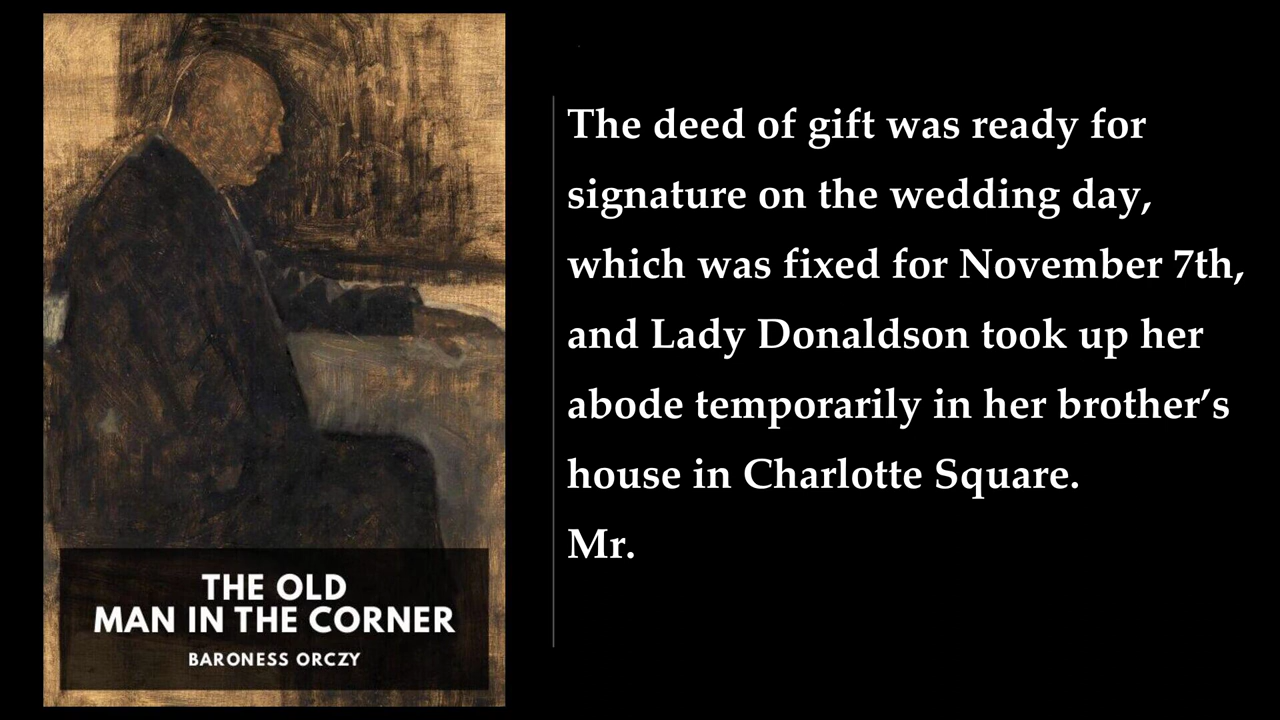 THE OLD
MAN IN THE CORNER
BARONESS ORCZY
The deed of gift was ready for
signature on the wedding day,
which was fixed for November 7th,
and Lady Donaldson took up her
abode temporarily in her brother’s
house in Charlotte Square.
Mr.